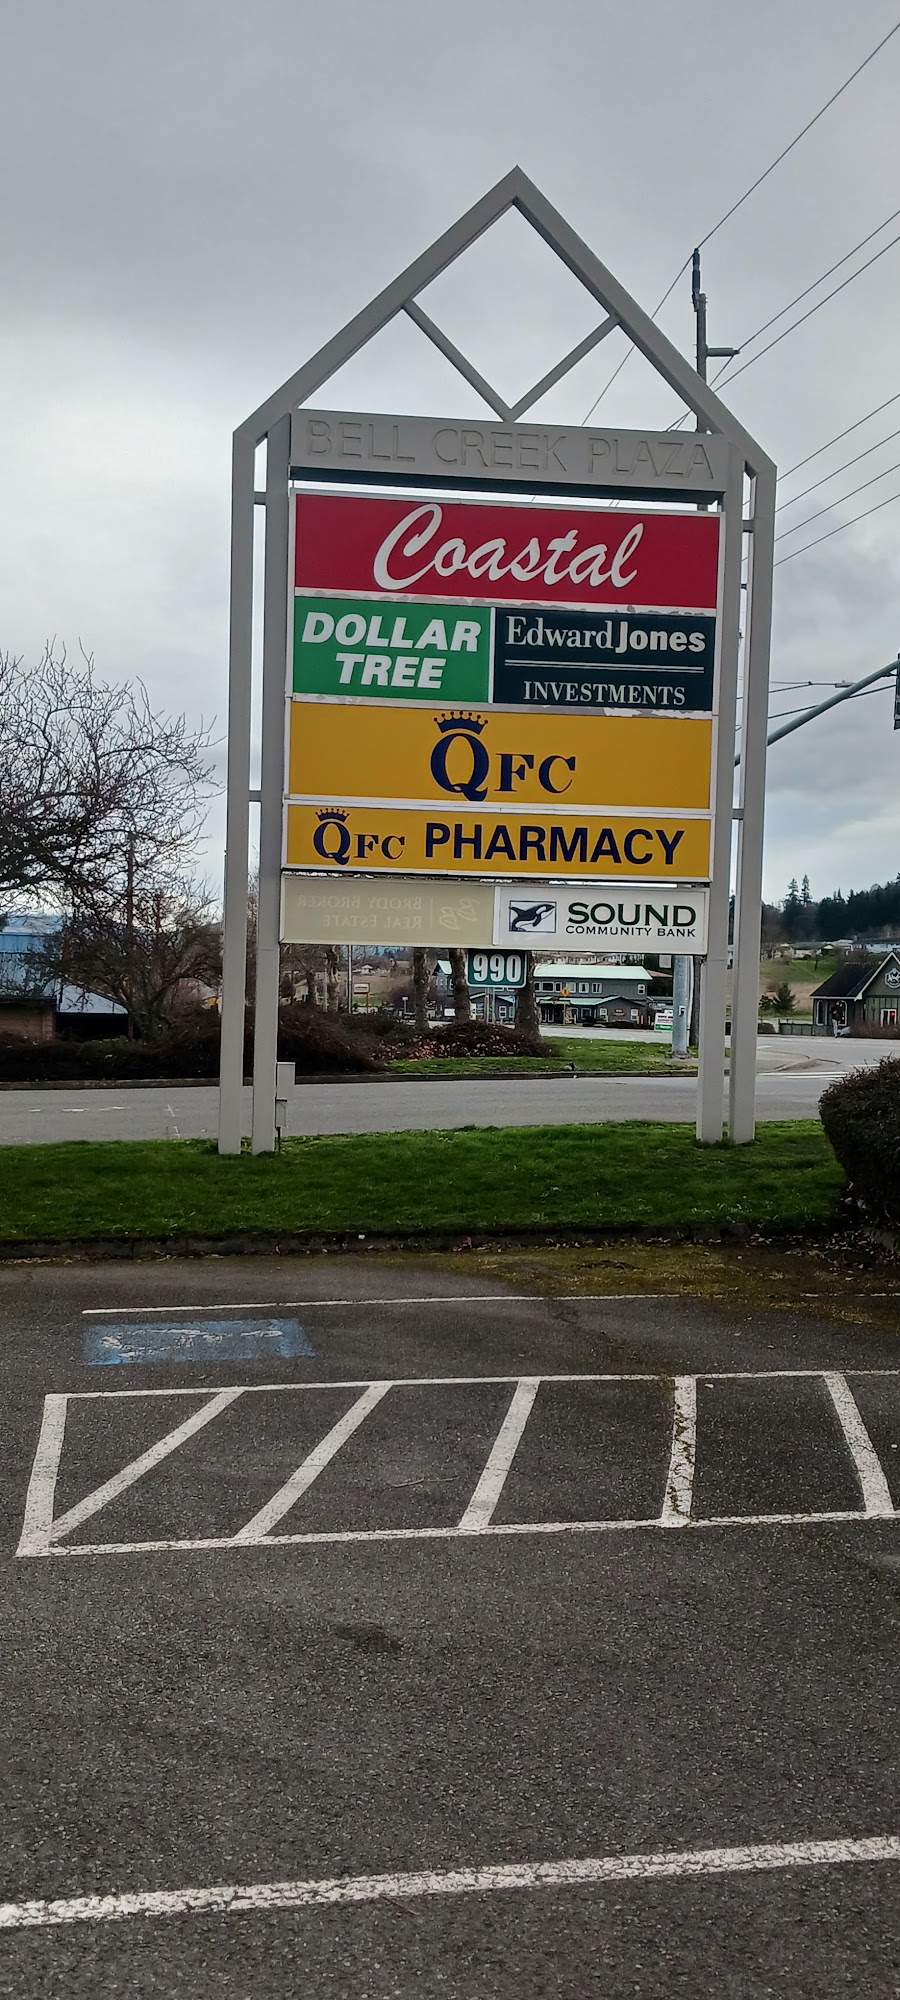 BELL CREEK PLAZA
Coastal
DOLLAR
TREE
Edward Jones
INVESTMENTS
QFC
QFC PHARMACY
BRODI BROKER
REAL ESTATE
SOUND
COMMUNITY BANK
990